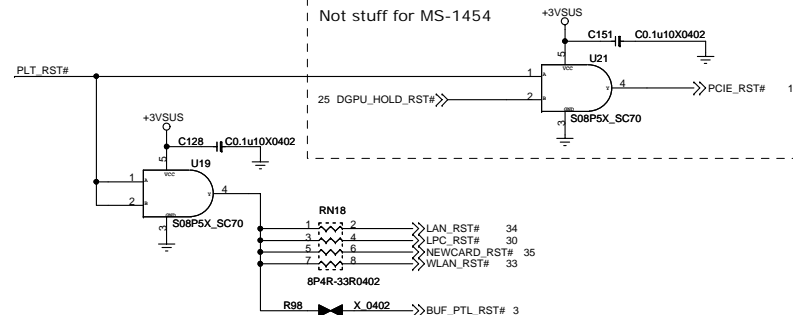 Not stuff for MS-1454
+3VSUS
C151 C0.1u10X0402
5
U21
PLT_RST#
1
A
VCC
Y
4
PCIE_RST# 1
25 DGPU_HOLD_RST#
2
B
GND
3
S08P5X_SC70
+3VSUS
C128 C0.1u10X0402
5
U19
1
A
VCC
Y
4
2
B
GND
3
S08P5X_SC70
RN18
1 2 LAN_RST# 34
3 4 LPC_RST# 30
5 6 NEWCARD_RST# 35
7 8 WLAN_RST# 33
8P4R-33R0402
R98 X_0402 BUF_PTL_RST# 3